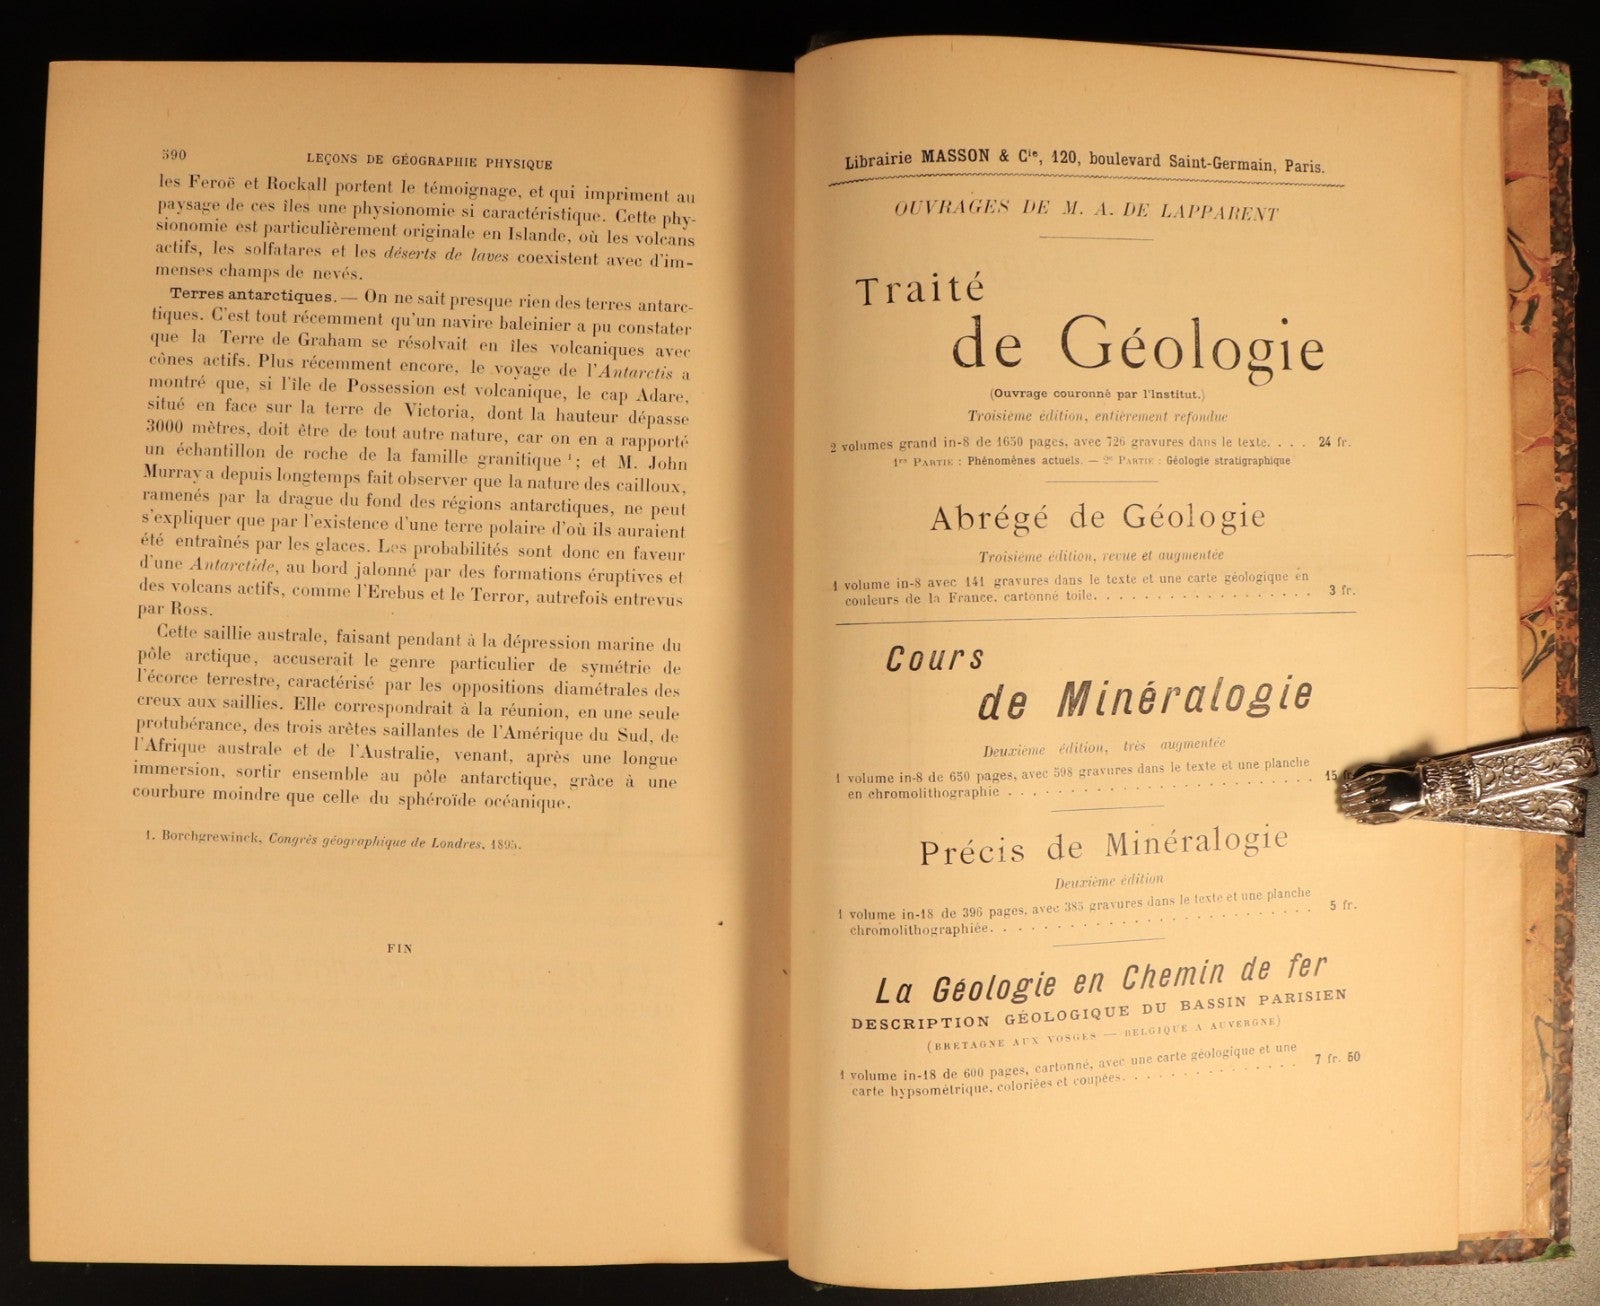 590
LEÇONS DE GÉOGRAPHIE PHYSIQUE
les Feroë et Rockall portent le témoignage, et qui impriment au
paysage de ces îles une physionomie si caractéristique. Cette phy-
sionomie est particulièrement originale en Islande, où les volcans
actifs, les solfatares et les déserts de laves coexistent avec d'im-
menses champs de nevés.
Terres antarctiques. — On ne sait presque rien des terres antarc-
tiques. C'est tout récemment qu'un navire baleinier a pu constater
que la Terre de Graham se résolvait en îles volcaniques avec
cônes actifs. Plus récemment encore, le voyage de l'Antarctis a
montré que, si l'île de Possession est volcanique, le cap Adare,
situé en face sur la terre de Victoria, dont la hauteur dépasse
3000 mètres, doit être de tout autre nature, car on en a rapporté
un échantillon de roche de la famille granitique 1; et M. John
Murray a depuis longtemps fait observer que la nature des cailloux,
ramenés par la drague du fond des régions antarctiques, ne peut
s'expliquer que par l'existence d'une terre polaire d'où ils auraient
été entraînés par les glaces. Les probabilités sont donc en faveur
d'une Antarctide, au bord jalonné par des formations éruptives et
des volcans actifs, comme l'Erebus et le Terror, autrefois entrevus
par Ross.
Cette saillie australe, faisant pendant à la dépression marine du
pôle arctique, accuserait le genre particulier de symétrie de
l'écorce terrestre, caractérisé par les oppositions diamétrales des
creux aux saillies. Elle correspondrait à la réunion, en une seule
protubérance, des trois arêtes saillantes de l'Amérique du Sud, de
l'Afrique australe et de l'Australie, venant, après une longue
immersion, sortir ensemble au pôle antarctique, grâce à une
courbure moindre que celle du sphéroïde océanique.
1. Borchgrewinck, Congrès géographique de Londres, 1895.
FIN
Librairie MASSON & Cie, 120, boulevard Saint-Germain, Paris.
OUVRAGES DE M. A. DE LAPPARENT
Traité
de Géologie
(Ouvrage couronné par l'Institut.)
Troisième édition, entièrement refondue
2 volumes grand in-8 de 1650 pages, avec 726 gravures dans le texte. . . . 24 fr.
1re PARTIE : Phénomènes actuels. — 2e PARTIE : Géologie stratigraphique
Abrégé de Géologie
Troisième édition, revue et augmentée
1 volume in-8 avec 141 gravures dans le texte et une carte géologique en
couleurs de la France, cartonné toile. . . . . . . . . . . . . . . . . 3 fr.
Cours
de Minéralogie
Deuxième édition, très augmentée
1 volume in-8 de 650 pages, avec 598 gravures dans le texte et une planche
en chromolithographie . . . . . . . . . . . . . . . . . . . . . . . 15
Précis de Minéralogie
Deuxième édition
1 volume in-18 de 396 pages, avec 385 gravures dans le texte et une planche
chromolithographiée. . . . . . . . . . . . . . . . . . . . . . . . 5 fr.
La Géologie en Chemin de fer
DESCRIPTION GÉOLOGIQUE DU BASSIN PARISIEN
(BRETAGNE AUX VOSGES — BELGIQUE A AUVERGNE)
1 volume in-18 de 600 pages, cartonné, avec une carte géologique et une
carte hypsométrique, coloriées et coupées. . . . . . . . . . . . . . 7 fr. 50